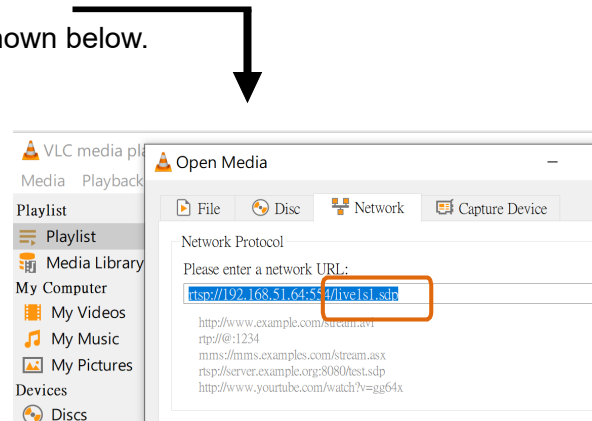 nown below.
VLC media pla
Open Media
Media Playback
File Disc Network Capture Device
Playlist
Playlist
Media Library
My Computer
My Videos
My Music
My Pictures
Devices
Discs
Network Protocol
Please enter a network URL:
rtsp://192.168.51.64:554/live1s1.sdp
http://www.example.com/stream.avi
rtp://@:1234
mms://mms.examples.com/stream.asx
rtsp://server.example.org:8080/test.sdp
http://www.yourtube.com/watch?v=gg64x